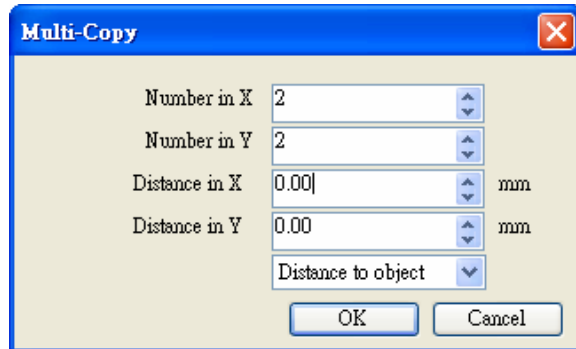 Multi-Copy
Number in X 2
Number in Y 2
Distance in X 0.00 mm
Distance in Y 0.00 mm
Distance to object
OK Cancel